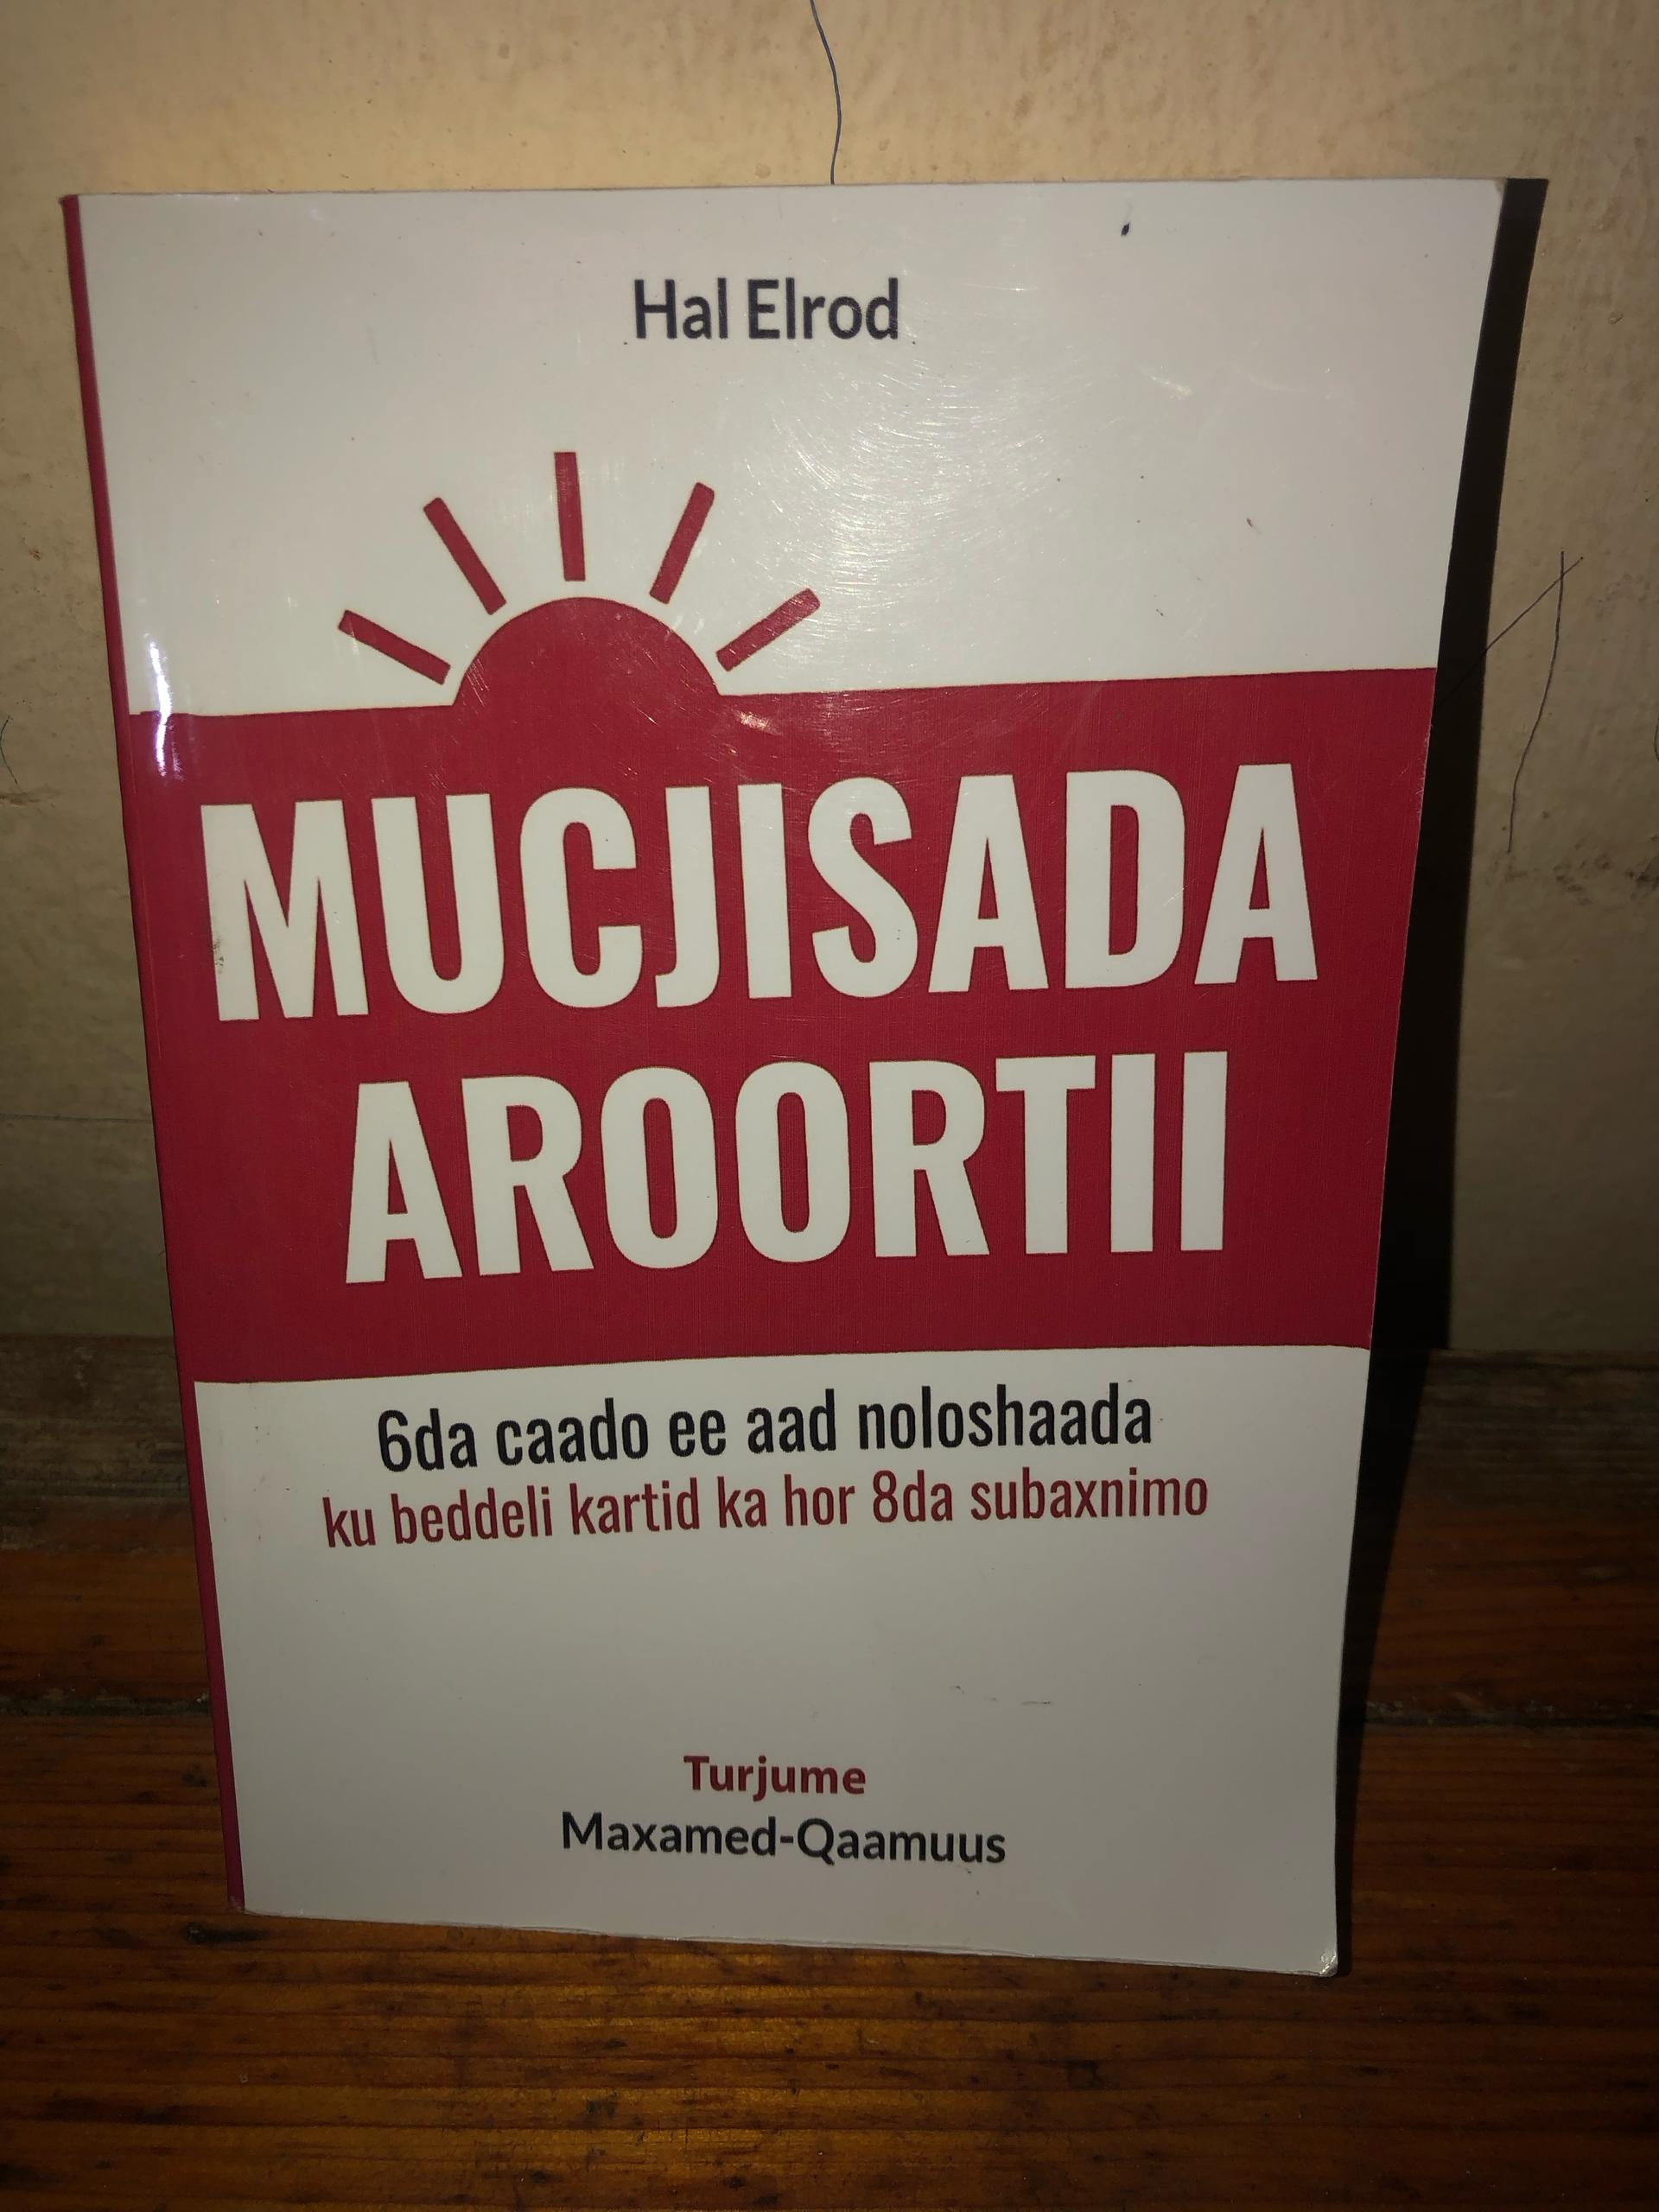 Hal Elrod
MUCJISADA
AROORTII
6da caado ee aad noloshaada
ku beddeli kartid ka hor 8da subaxnimo
Turjume
Maxamed-Qaamuus